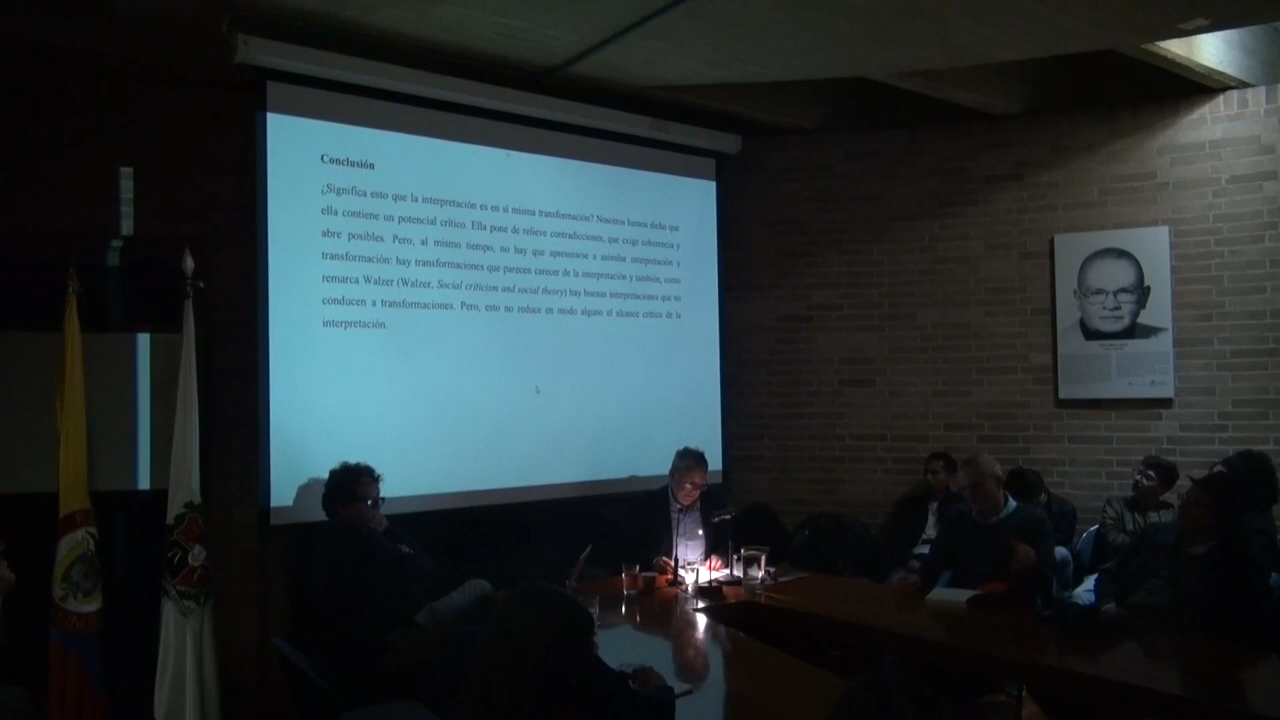 Conclusión
¿Significa esto que la interpretación es en sí misma transformación? Nosotros hemos dicho que
ella contiene un potencial crítico. Ella pone de relieve contradicciones, que exige coherencia y
abre posibles. Pero, al mismo tiempo, no hay que apresurarse a asimilar interpretación y
transformación: hay transformaciones que parecen carecer de la interpretación y también, como
remarca Walzer (Walzer, Social criticism and social theory) hay buenas interpretaciones que no
conducen a transformaciones. Pero, esto no reduce en modo alguno el alcance crítico de la
interpretación.